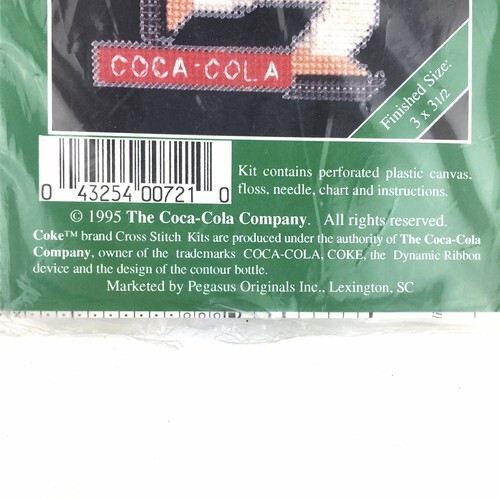 COCA-COLA
Finished Size:
3 x 3 1/2
Kit contains perforated plastic canvas,
floss, needle, chart and instructions.
0 43254 00721 0
© 1995 The Coca-Cola Company. All rights reserved.
Coke™ brand Cross Stitch Kits are produced under the authority of The Coca-Cola
Company, owner of the trademarks COCA-COLA, COKE, the Dynamic Ribbon
device and the design of the contour bottle.
Marketed by Pegasus Originals Inc., Lexington, SC